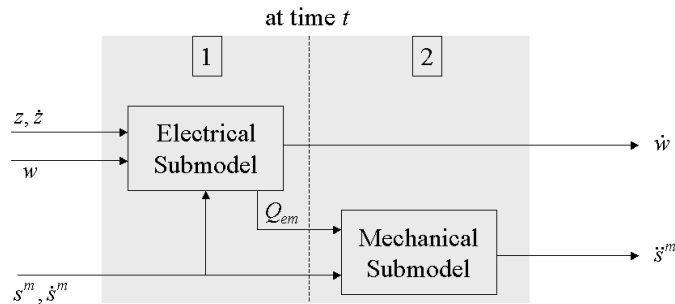 at time t
1
2
z, ż
Electrical
Submodel
ẇ
w
Q_em
Mechanical
Submodel
s̈^m
s^m, ṡ^m